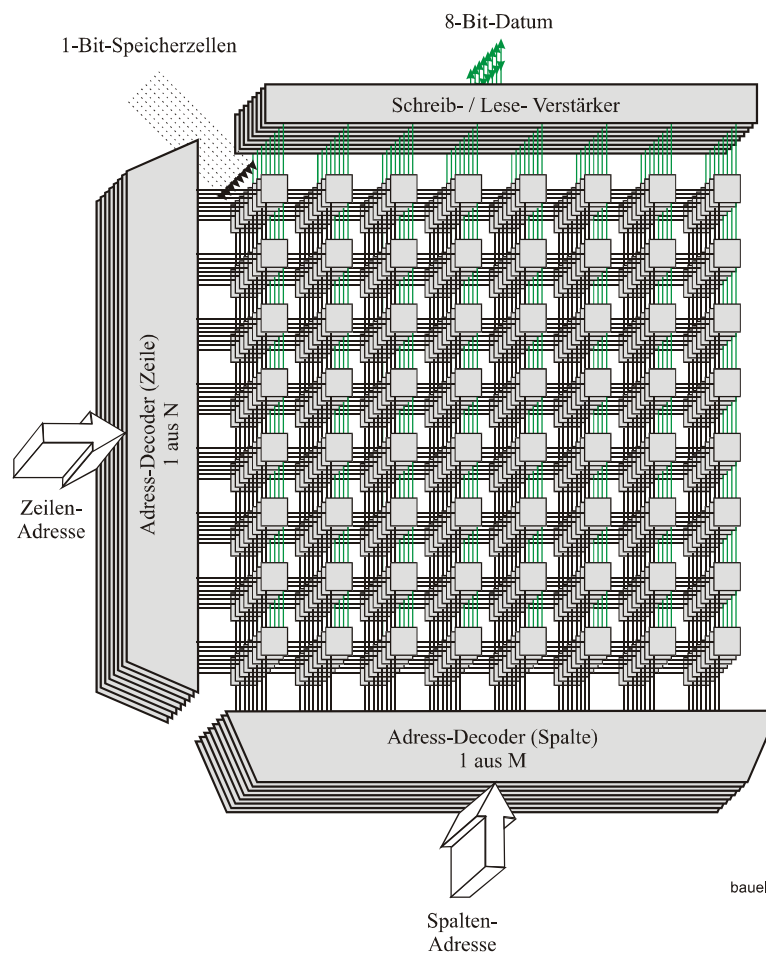 8-Bit-Datum
1-Bit-Speicherzellen
Schreib- / Lese- Verstärker
Adress-Decoder (Zeile)
1 aus N
Zeilen-
Adresse
Adress-Decoder (Spalte)
1 aus M
Spalten-
Adresse
bauel